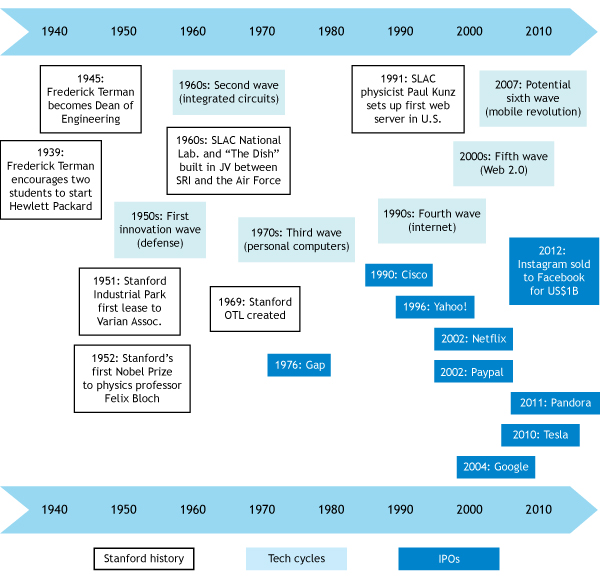 1940 1950 1960 1970 1980 1990 2000 2010
1945:
Frederick Terman
becomes Dean of
Engineering
1960s: Second wave
(integrated circuits)
1991: SLAC
physicist Paul Kunz
sets up first web
server in U.S.
2007: Potential
sixth wave
(mobile revolution)
1939:
Frederick Terman
encourages two
students to start
Hewlett Packard
1960s: SLAC National
Lab. and “The Dish”
built in JV between
SRI and the Air Force
2000s: Fifth wave
(Web 2.0)
1950s: First
innovation wave
(defense)
1970s: Third wave
(personal computers)
1990s: Fourth wave
(internet)
2012:
Instagram sold
to Facebook
for US$1B
1951: Stanford
Industrial Park
first lease to
Varian Assoc.
1969: Stanford
OTL created
1990: Cisco
1996: Yahoo!
2002: Netflix
1952: Stanford’s
first Nobel Prize
to physics professor
Felix Bloch
1976: Gap
2002: Paypal
2011: Pandora
2010: Tesla
2004: Google
1940 1950 1960 1970 1980 1990 2000 2010
Stanford history
Tech cycles
IPOs